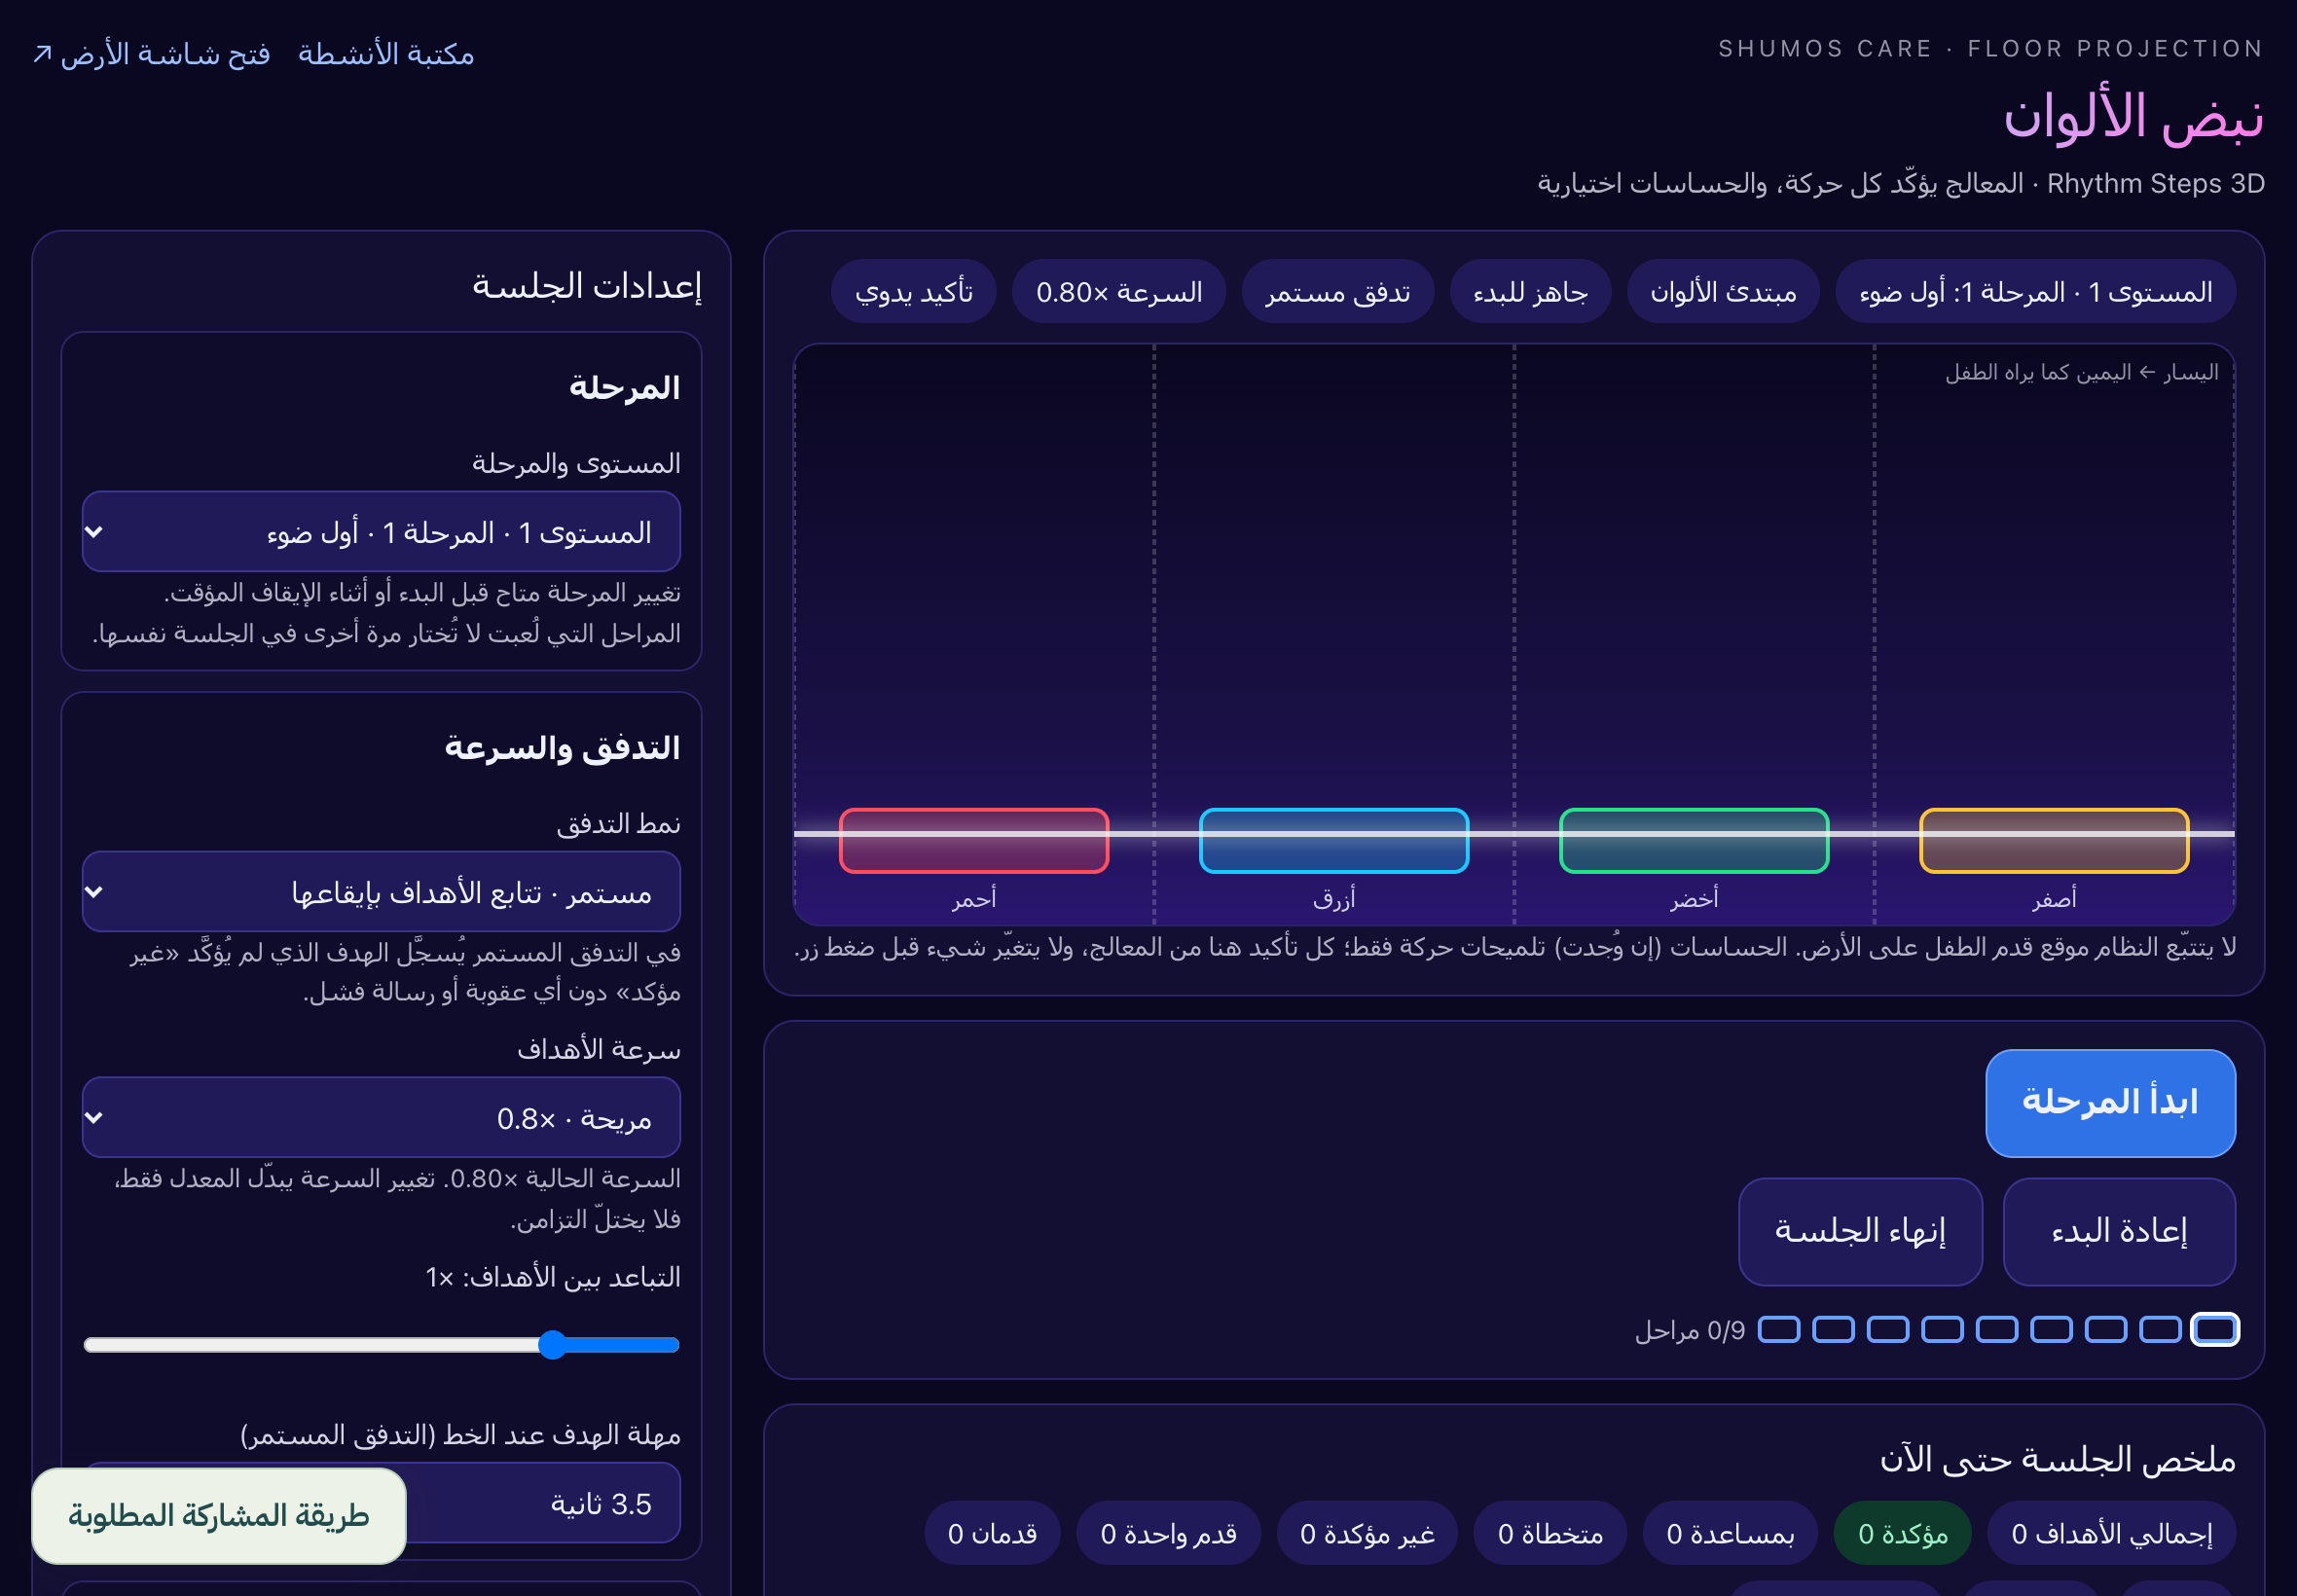 SHUMOS CARE · FLOOR PROJECTION
نبض الألوان
Rhythm Steps 3D · المعالج يؤكّد كل حركة، والحساسات اختيارية
مكتبة الأنشطة
فتح شاشة الأرض ↗
المستوى 1 · المرحلة 1: أول ضوء
مبتدئ الألوان
جاهز للبدء
تدفق مستمر
السرعة ×0.80
تأكيد يدوي
اليسار ← اليمين كما يراه الطفل
أصفر
أخضر
أزرق
أحمر
لا يتتبّع النظام موقع قدم الطفل على الأرض. الحساسات (إن وُجدت) تلميحات حركة فقط؛ كل تأكيد هنا من المعالج، ولا يتغيّر شيء قبل ضغط زر.
ابدأ المرحلة
إعادة البدء
إنهاء الجلسة
0/9 مراحل
ملخص الجلسة حتى الآن
إجمالي الأهداف 0
مؤكدة 0
بمساعدة 0
متخطاة 0
غير مؤكدة 0
قدم واحدة 0
قدمان 0
إعدادات الجلسة
المرحلة
المستوى والمرحلة
المستوى 1 · المرحلة 1 · أول ضوء
تغيير المرحلة متاح قبل البدء أو أثناء الإيقاف المؤقت.
المراحل التي لُعبت لا تُختار مرة أخرى في الجلسة نفسها.
التدفق والسرعة
نمط التدفق
مستمر · تتابع الأهداف بإيقاعها
في التدفق المستمر يُسجَّل الهدف الذي لم يُؤكَّد «غير
مؤكد» دون أي عقوبة أو رسالة فشل.
سرعة الأهداف
مريحة · ×0.8
السرعة الحالية ×0.80. تغيير السرعة يبدّل المعدل فقط،
فلا يختلّ التزامن.
التباعد بين الأهداف: ×1
مهلة الهدف عند الخط (التدفق المستمر)
3.5 ثانية
طريقة المشاركة المطلوبة